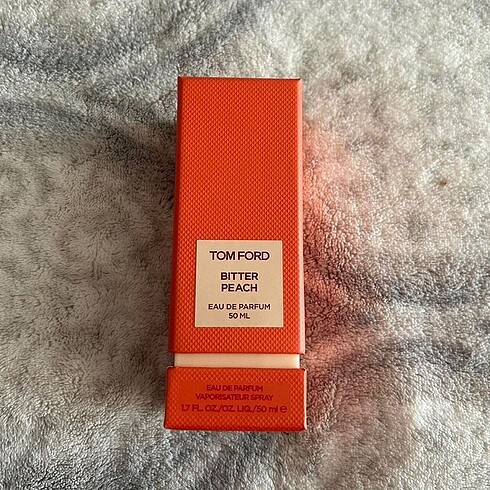 TOM FORD
BITTER
PEACH
EAU DE PARFUM
50 ML
EAU DE PARFUM
VAPORISATEUR SPRAY
1.7 FL. OZ./OZ. LIQ./50 ml ℮